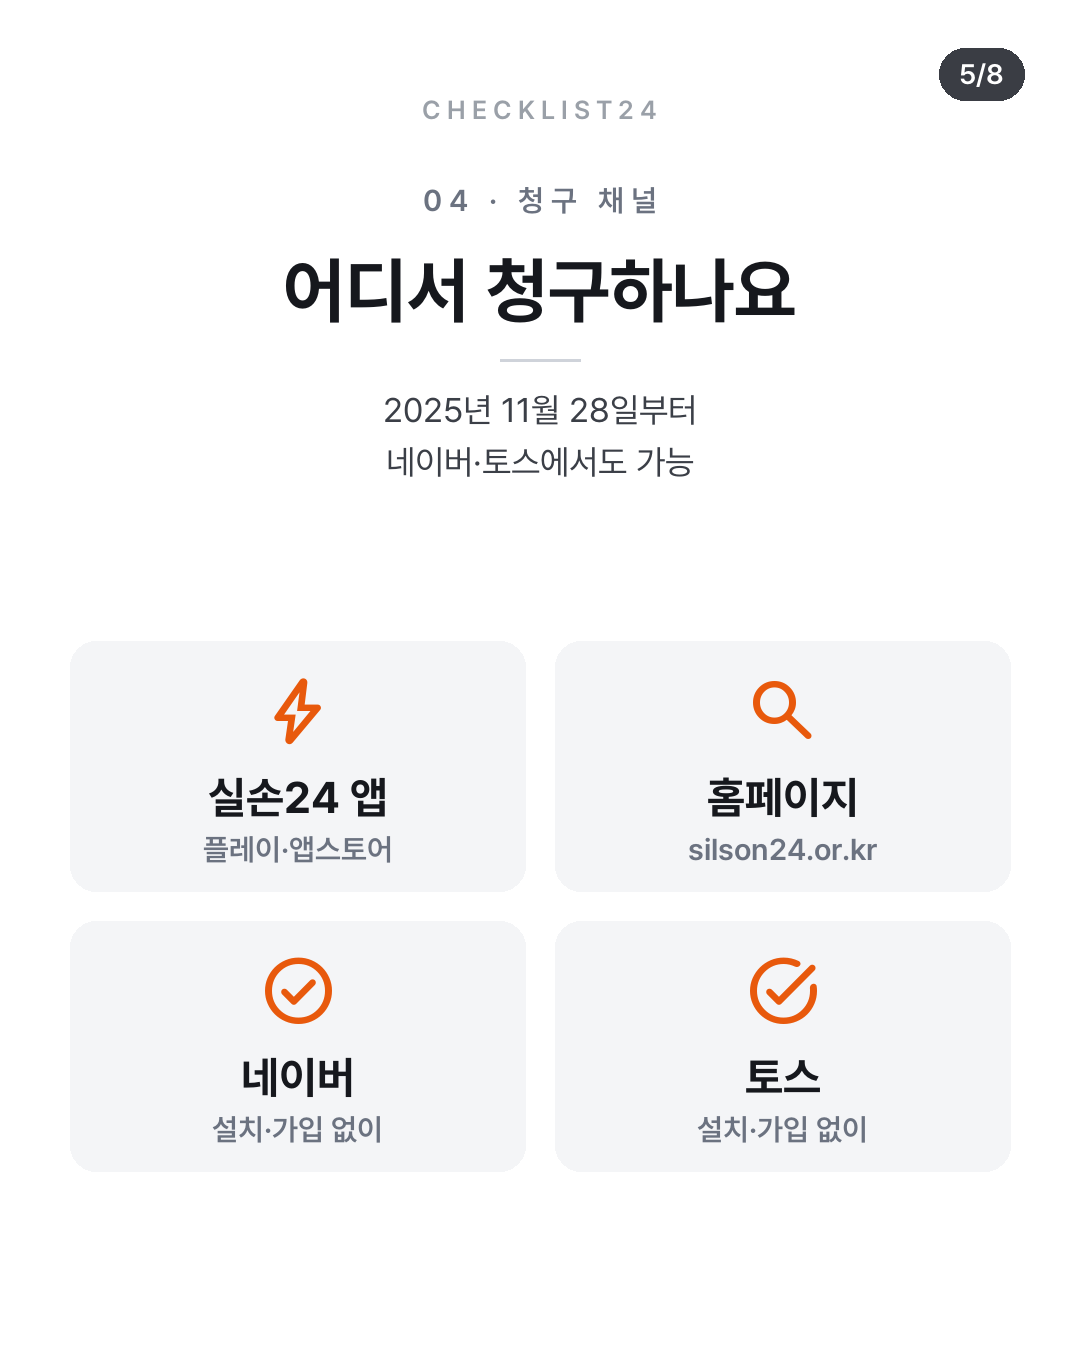 5/8
CHECKLIST24
04 · 청구 채널
어디서 청구하나요
2025년 11월 28일부터
네이버·토스에서도 가능
실손24 앱
플레이·앱스토어
홈페이지
silson24.or.kr
네이버
설치·가입 없이
토스
설치·가입 없이